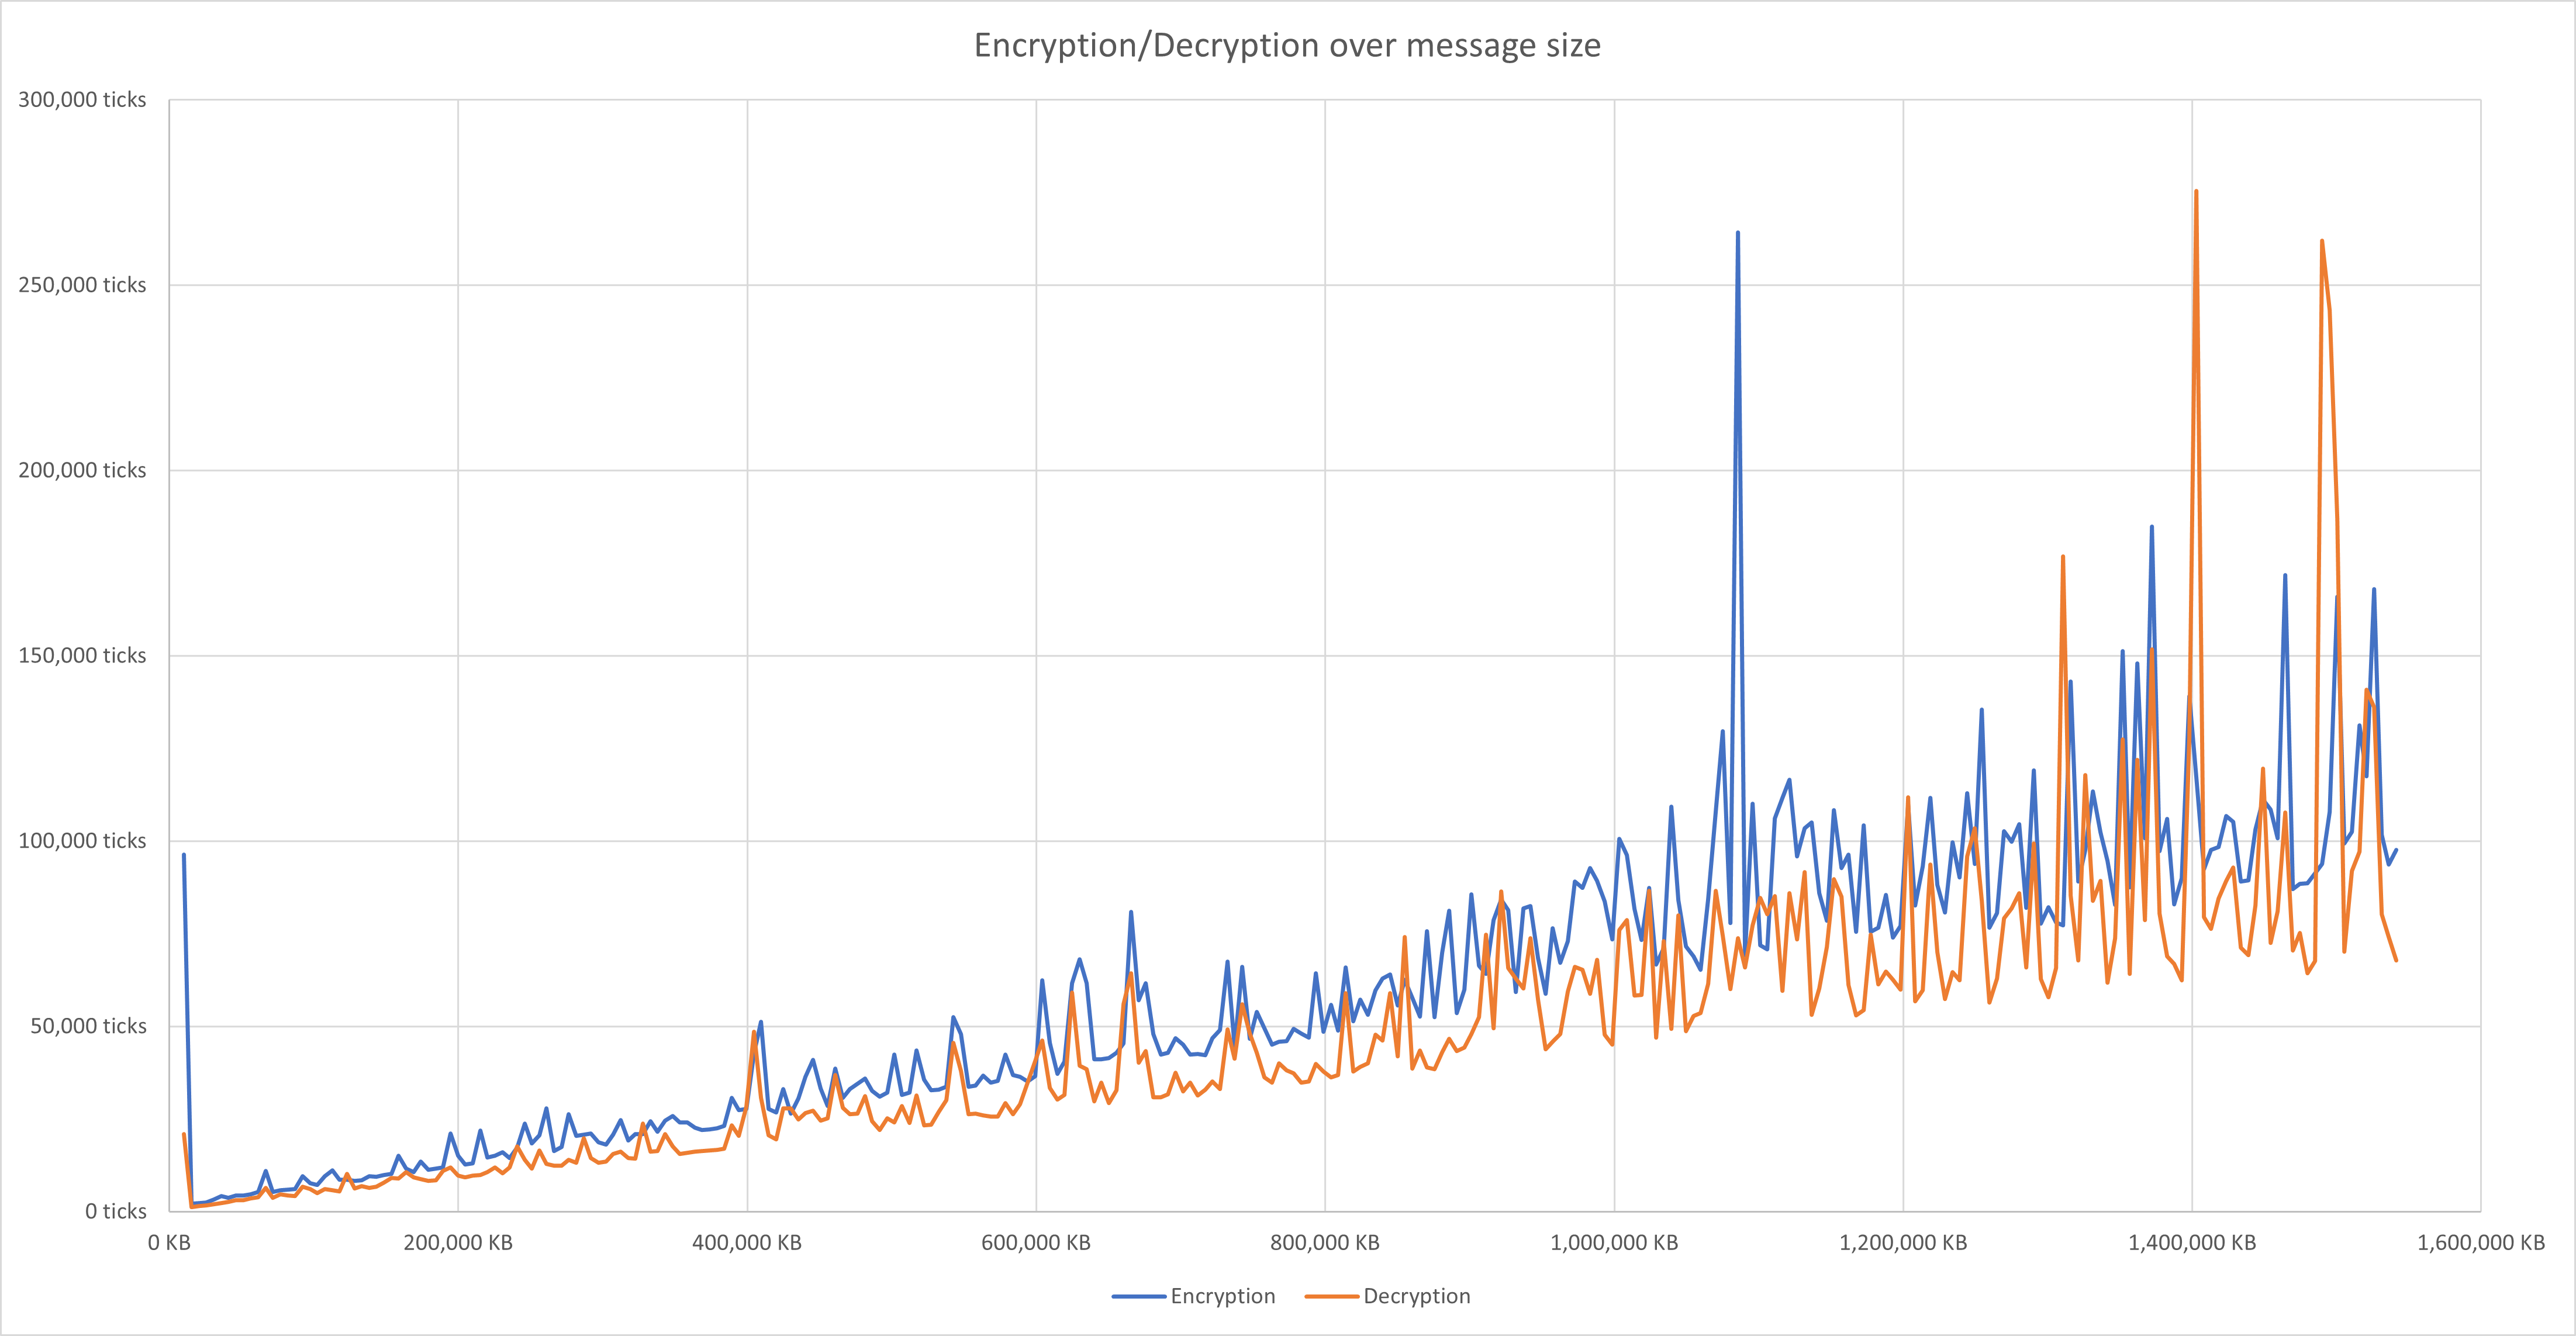 Encryption/Decryption over message size
300,000 ticks
250,000 ticks
200,000 ticks
150,000 ticks
100,000 ticks
50,000 ticks
0 ticks
0 KB 200,000 KB 400,000 KB 600,000 KB 800,000 KB 1,000,000 KB 1,200,000 KB 1,400,000 KB 1,600,000 KB
Encryption Decryption